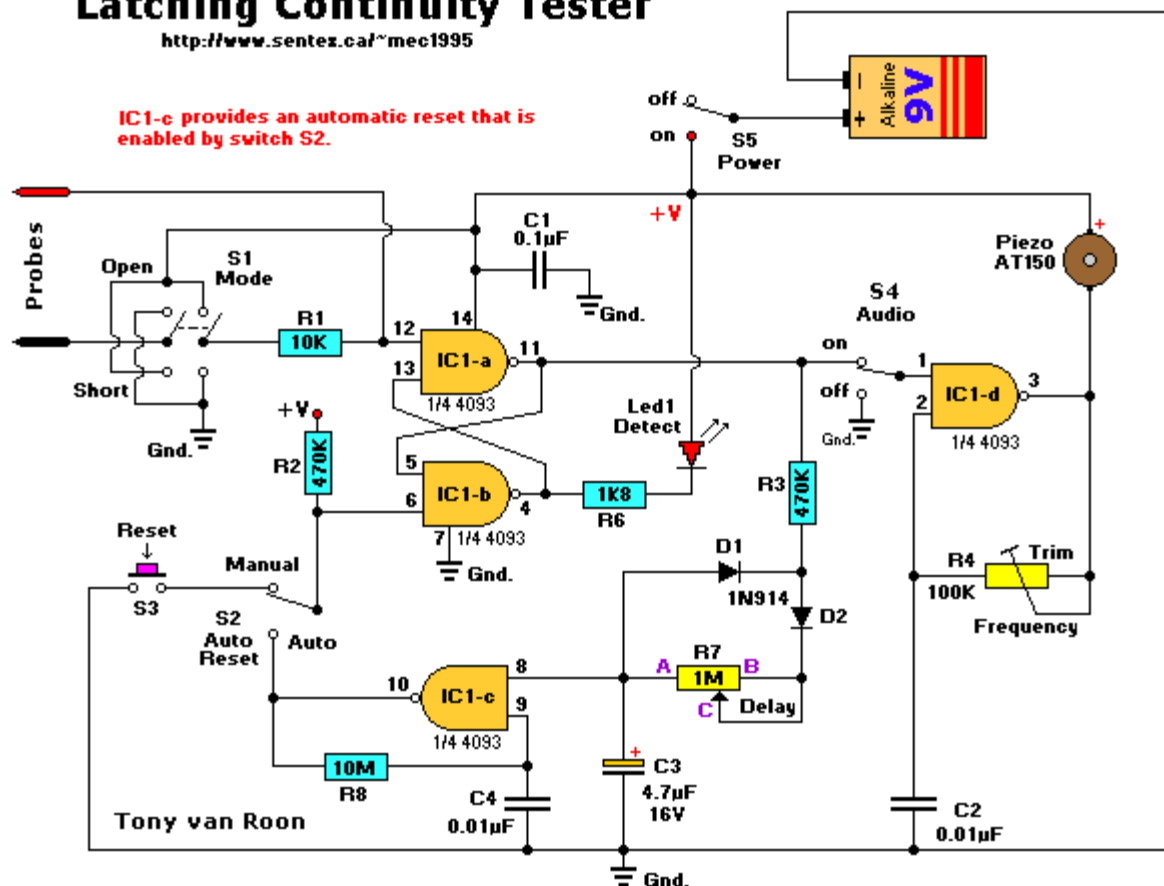 Latching Continuity Tester
http://www.sentex.ca/~mec1995
IC1-c provides an automatic reset that is
enabled by switch S2.
Alkaline
9V
−
+
off
on
S5
Power
+V
Probes
Open
S1
Mode
Short
Gnd.
R1
10K
C1
0.1µF
Gnd.
14
12
13
IC1-a
11
1/4 4093
Piezo
AT150
+
S4
Audio
on
off
Gnd.
1
2
IC1-d
3
1/4 4093
+V
R2
470K
5
6
IC1-b
4
7
1/4 4093
Gnd.
Led1
Detect
1K8
R6
R3
470K
Reset
S3
Manual
S2
Auto
Reset
Auto
D1
1N914
D2
R4
100K
Trim
Frequency
R7
A
1M
B
C
Delay
10
IC1-c
8
9
1/4 4093
10M
R8
C4
0.01µF
+
C3
4.7µF
16V
C2
0.01µF
Tony van Roon
Gnd.